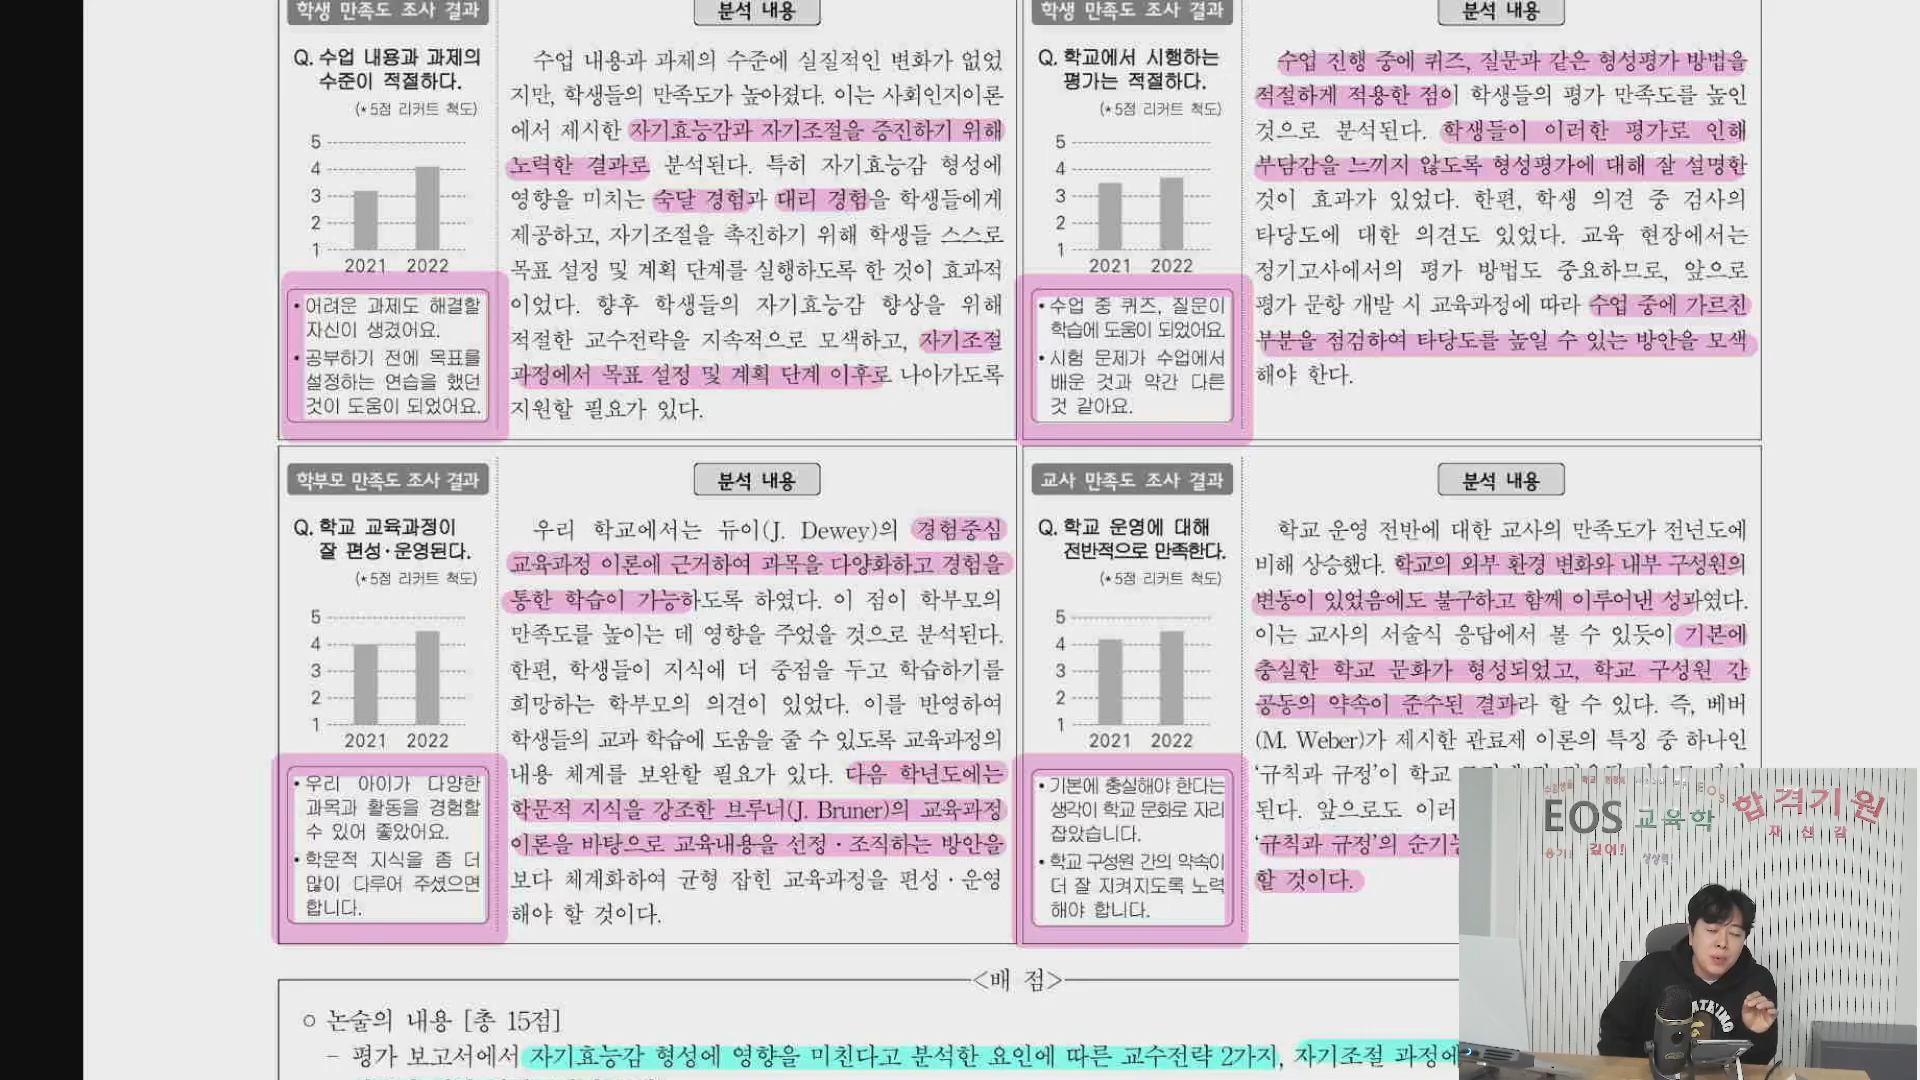 학생 만족도 조사 결과
Q. 수업 내용과 과제의
수준이 적절하다.
(*5점 리커트 척도)
5
4
3
2
1
2021 2022
• 어려운 과제도 해결할
자신이 생겼어요.
• 공부하기 전에 목표를
설정하는 연습을 했던
것이 도움이 되었어요.
분석 내용
수업 내용과 과제의 수준에 실질적인 변화가 없었
지만, 학생들의 만족도가 높아졌다. 이는 사회인지이론
에서 제시한 자기효능감과 자기조절을 증진하기 위해
노력한 결과로 분석된다. 특히 자기효능감 형성에
영향을 미치는 숙달 경험과 대리 경험을 학생들에게
제공하고, 자기조절을 촉진하기 위해 학생들 스스로
목표 설정 및 계획 단계를 실행하도록 한 것이 효과적
이었다. 향후 학생들의 자기효능감 향상을 위해
적절한 교수전략을 지속적으로 모색하고, 자기조절
과정에서 목표 설정 및 계획 단계 이후로 나아가도록
지원할 필요가 있다.
학생 만족도 조사 결과
Q. 학교에서 시행하는
평가는 적절하다.
(*5점 리커트 척도)
5
4
3
2
1
2021 2022
• 수업 중 퀴즈, 질문이
학습에 도움이 되었어요.
• 시험 문제가 수업에서
배운 것과 약간 다른
것 같아요.
분석 내용
수업 진행 중에 퀴즈, 질문과 같은 형성평가 방법을
적절하게 적용한 점이 학생들의 평가 만족도를 높인
것으로 분석된다. 학생들이 이러한 평가로 인해
부담감을 느끼지 않도록 형성평가에 대해 잘 설명한
것이 효과가 있었다. 한편, 학생 의견 중 검사의
타당도에 대한 의견도 있었다. 교육 현장에서는
정기고사에서의 평가 방법도 중요하므로, 앞으로
평가 문항 개발 시 교육과정에 따라 수업 중에 가르친
부분을 점검하여 타당도를 높일 수 있는 방안을 모색
해야 한다.
학부모 만족도 조사 결과
Q. 학교 교육과정이
잘 편성·운영된다.
(*5점 리커트 척도)
5
4
3
2
1
2021 2022
• 우리 아이가 다양한
과목과 활동을 경험할
수 있어 좋았어요.
• 학문적 지식을 좀 더
많이 다루어 주셨으면
합니다.
분석 내용
우리 학교에서는 듀이(J. Dewey)의 경험중심
교육과정 이론에 근거하여 과목을 다양화하고 경험을
통한 학습이 가능하도록 하였다. 이 점이 학부모의
만족도를 높이는 데 영향을 주었을 것으로 분석된다.
한편, 학생들이 지식에 더 중점을 두고 학습하기를
희망하는 학부모의 의견이 있었다. 이를 반영하여
학생들의 교과 학습에 도움을 줄 수 있도록 교육과정의
내용 체계를 보완할 필요가 있다. 다음 학년도에는
학문적 지식을 강조한 브루너(J. Bruner)의 교육과정
이론을 바탕으로 교육내용을 선정·조직하는 방안을
보다 체계화하여 균형 잡힌 교육과정을 편성·운영
해야 할 것이다.
교사 만족도 조사 결과
Q. 학교 운영에 대해
전반적으로 만족한다.
(*5점 리커트 척도)
5
4
3
2
1
2021 2022
• 기본에 충실해야 한다는
생각이 학교 문화로 자리
잡았습니다.
• 학교 구성원 간의 약속이
더 잘 지켜지도록 노력
해야 합니다.
분석 내용
학교 운영 전반에 대한 교사의 만족도가 전년도에
비해 상승했다. 학교의 외부 환경 변화와 내부 구성원의
변동이 있었음에도 불구하고 함께 이루어낸 성과였다.
이는 교사의 서술식 응답에서 볼 수 있듯이 기본에
충실한 학교 문화가 형성되었고, 학교 구성원 간
공동의 약속이 준수된 결과라 할 수 있다. 즉, 베버
(M. Weber)가 제시한 관료제 이론의 특징 중 하나인
‘규칙과 규정’이 학교
된다. 앞으로도 이러
‘규칙과 규정’의 순기능
할 것이다.
<배 점>
○ 논술의 내용 [총 15점]
- 평가 보고서에서 자기효능감 형성에 영향을 미친다고 분석한 요인에 따른 교수전략 2가지, 자기조절 과정에
EOS 교육학
합격기원
자신감
용기!
깊이!
EOS